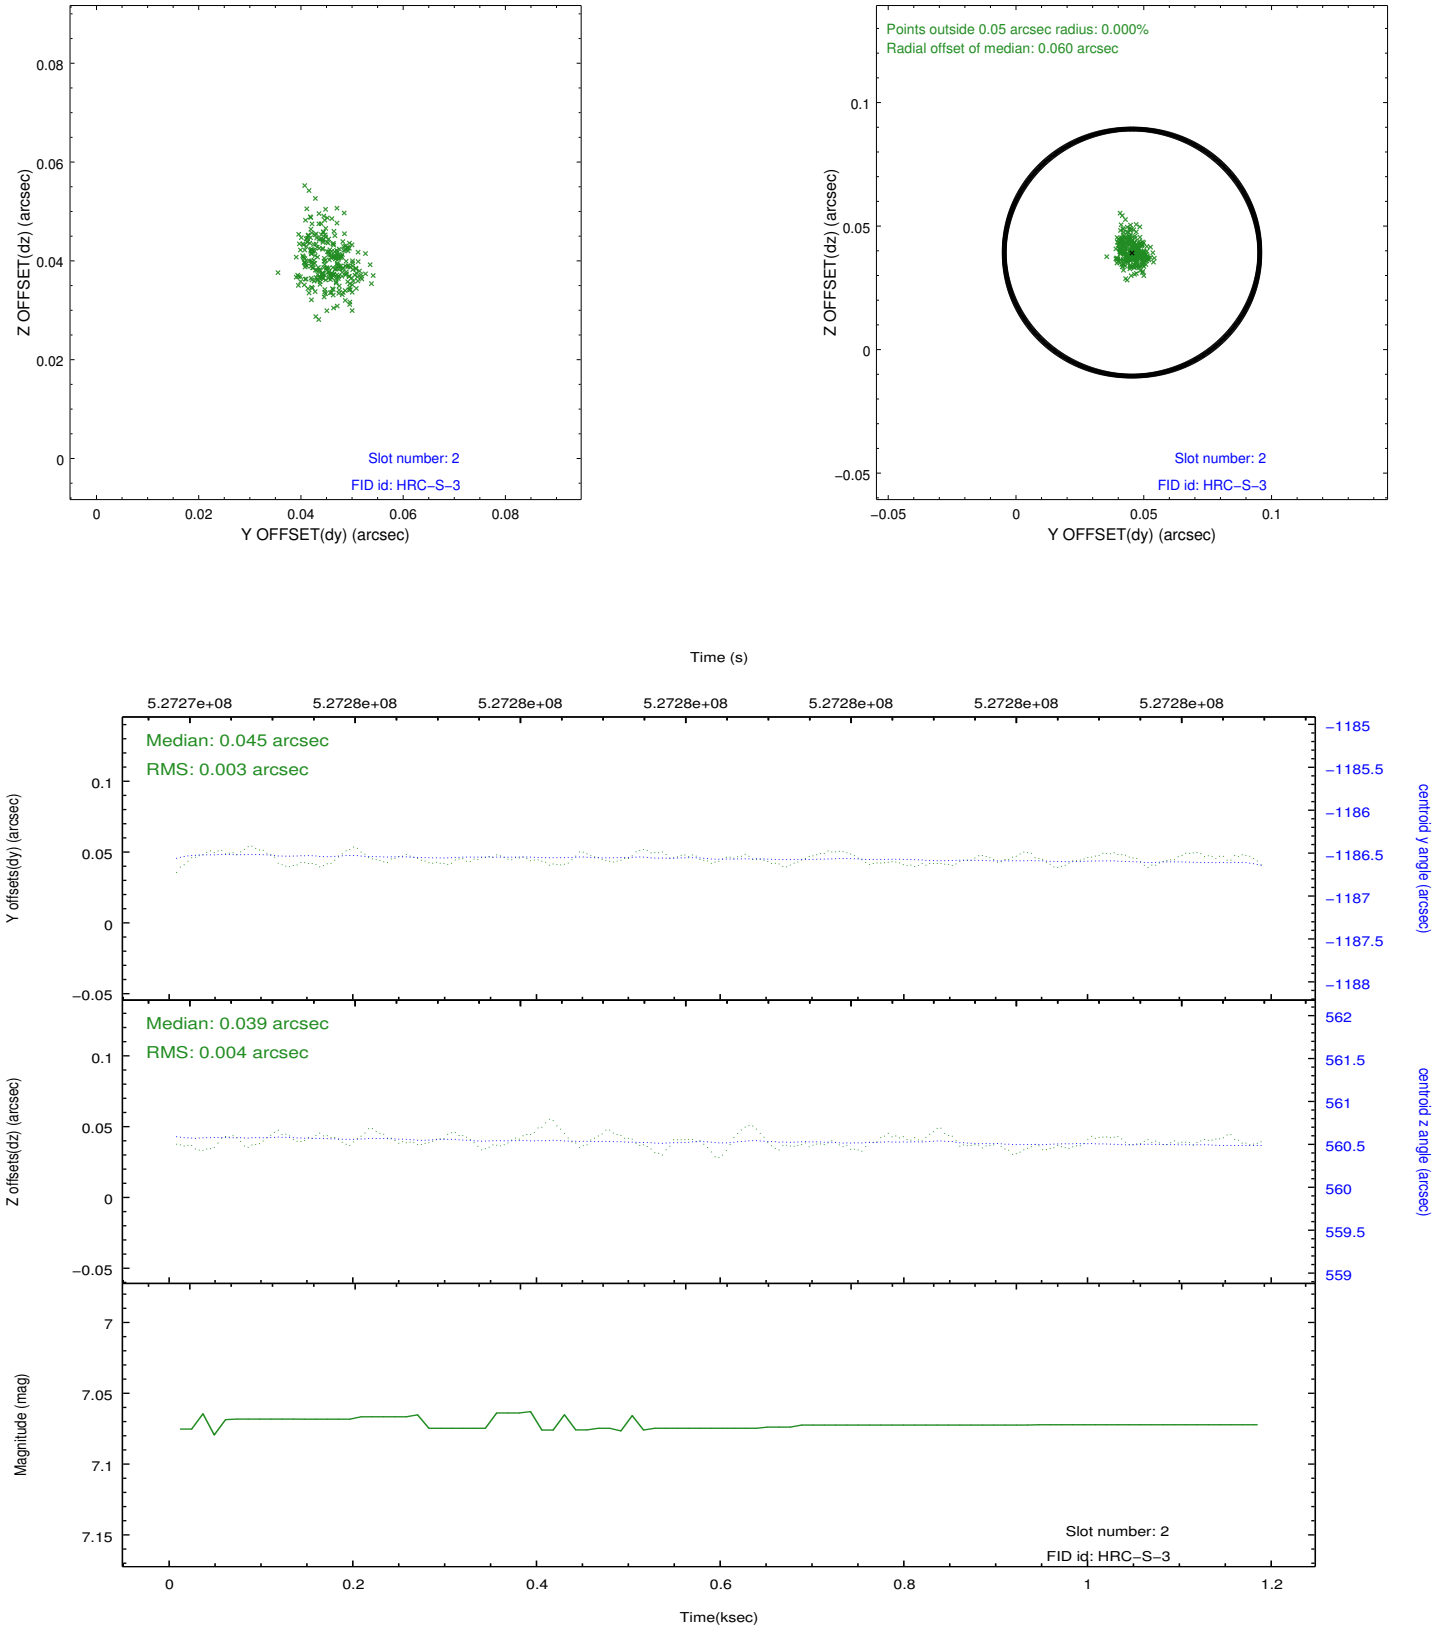 0.08
0.06
0.04
0.02
0
Z OFFSET(dz) (arcsec)
Slot number: 2
FID id: HRC−S−3
0 0.02 0.04 0.06 0.08
Y OFFSET(dy) (arcsec)
Points outside 0.05 arcsec radius: 0.000%
Radial offset of median: 0.060 arcsec
0.1
0.05
0
−0.05
Z OFFSET(dz) (arcsec)
Slot number: 2
FID id: HRC−S−3
−0.05 0 0.05 0.1
Y OFFSET(dy) (arcsec)
Time (s)
5.2727e+08 5.2728e+08 5.2728e+08 5.2728e+08 5.2728e+08 5.2728e+08 5.2728e+08
Median: 0.045 arcsec
RMS: 0.003 arcsec
0.1
0.05
0
−0.05
Y offsets(dy) (arcsec)
−1185
−1185.5
−1186
−1186.5
−1187
−1187.5
−1188
centroid y angle (arcsec)
Median: 0.039 arcsec
RMS: 0.004 arcsec
0.1
0.05
0
−0.05
Z offsets(dz) (arcsec)
562
561.5
561
560.5
560
559.5
559
centroid z angle (arcsec)
7
7.05
7.1
7.15
Magnitude (mag)
Slot number: 2
FID id: HRC−S−3
0 0.2 0.4 0.6 0.8 1 1.2
Time(ksec)